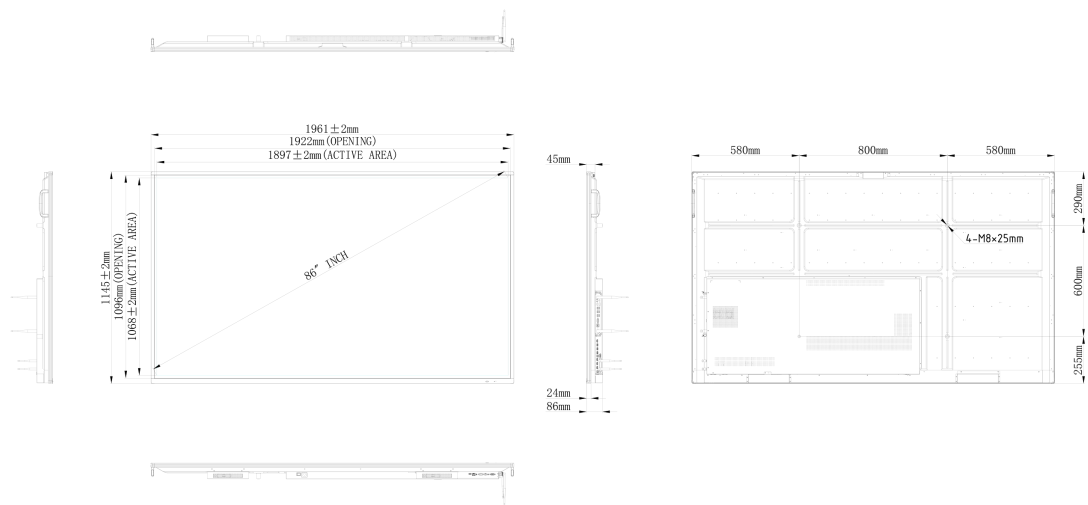 1961±2mm
1922mm(OPENING)
1897±2mm(ACTIVE AREA)
1145±2mm
1096mm(OPENING)
1068±2mm(ACTIVE AREA)
86″ INCH
45mm
24mm
86mm
580mm
800mm
580mm
290mm
600mm
255mm
4-M8×25mm